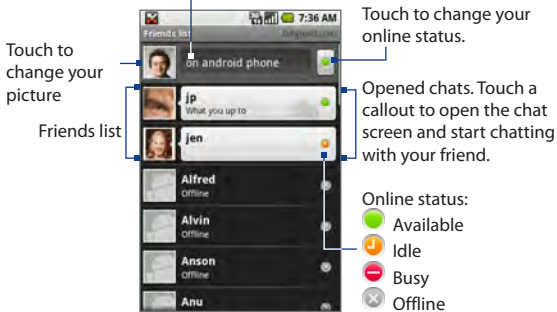 7:36 AM
Friends list
Touch to change your
online status.
Touch to
change your
picture
on android phone
Friends list
jp
What you up to
jen
Opened chats. Touch a
callout to open the chat
screen and start chatting
with your friend.
Alfred
Offline
Alvin
Offline
Anson
Offline
Anu
Online status:
Available
Idle
Busy
Offline